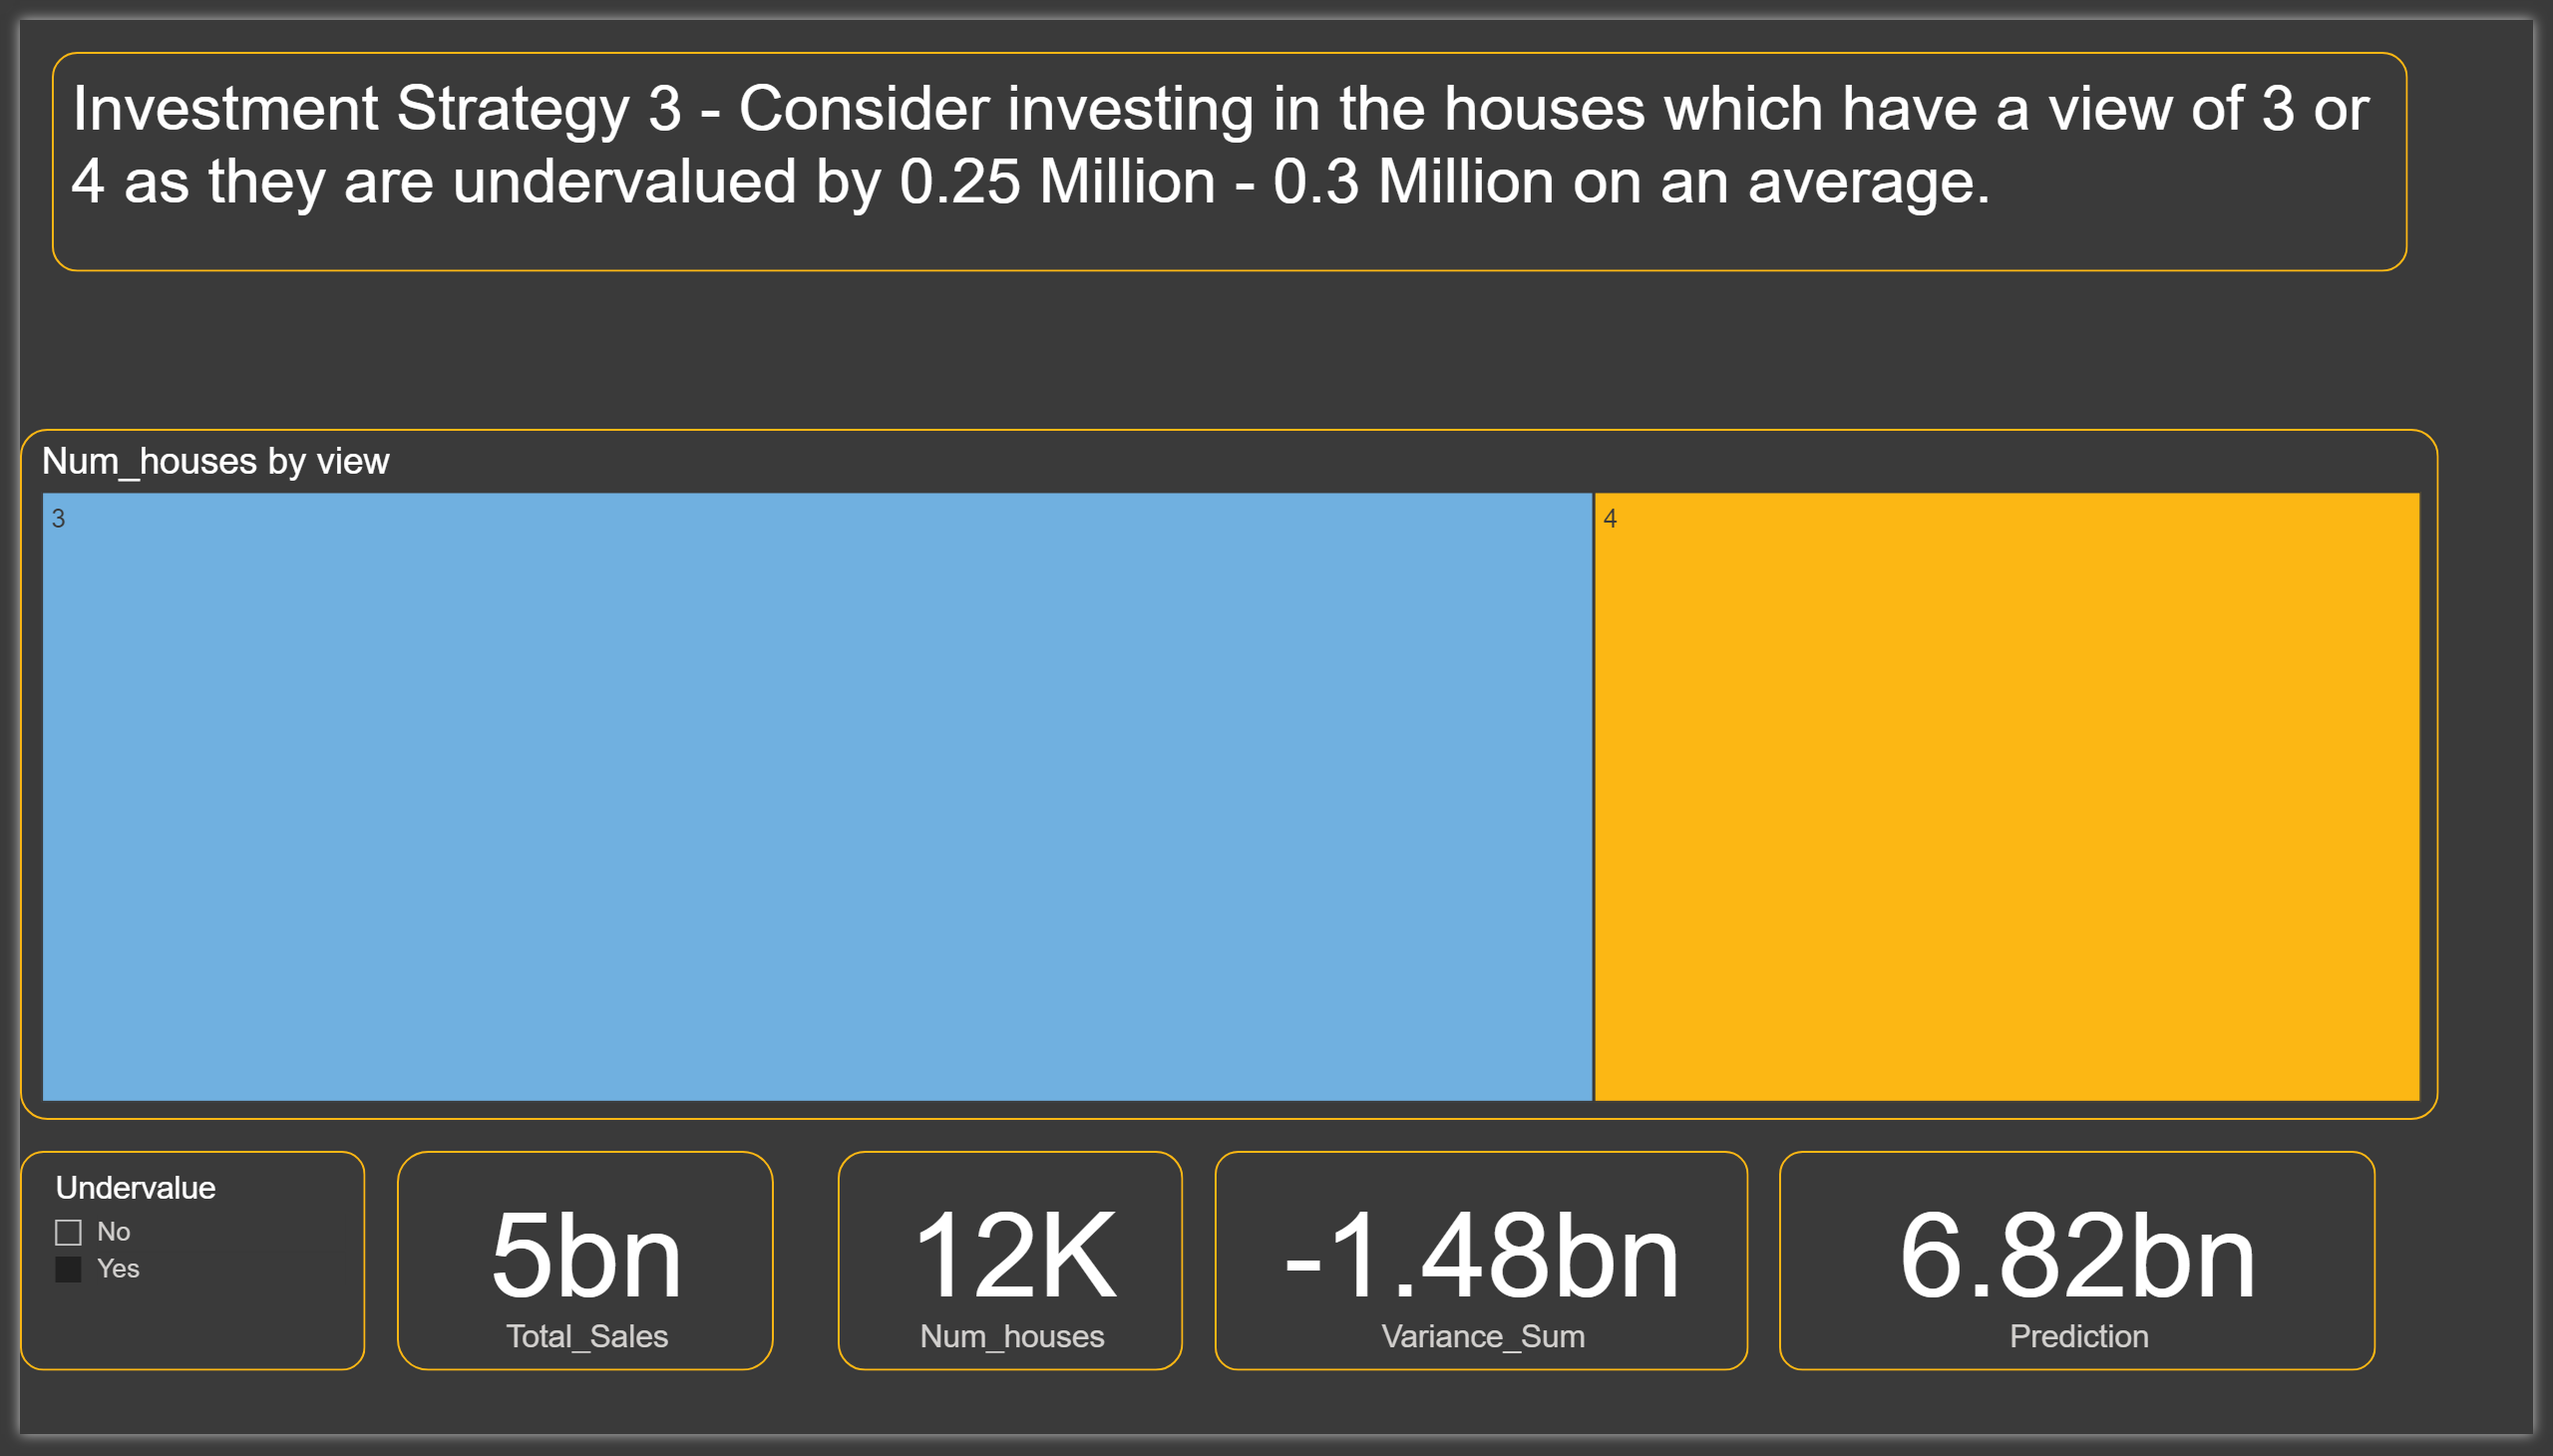 Investment Strategy 3 - Consider investing in the houses which have a view of 3 or
4 as they are undervalued by 0.25 Million - 0.3 Million on an average.
Num_houses by view
3
4
Undervalue
No
Yes
5bn
Total_Sales
12K
Num_houses
-1.48bn
Variance_Sum
6.82bn
Prediction